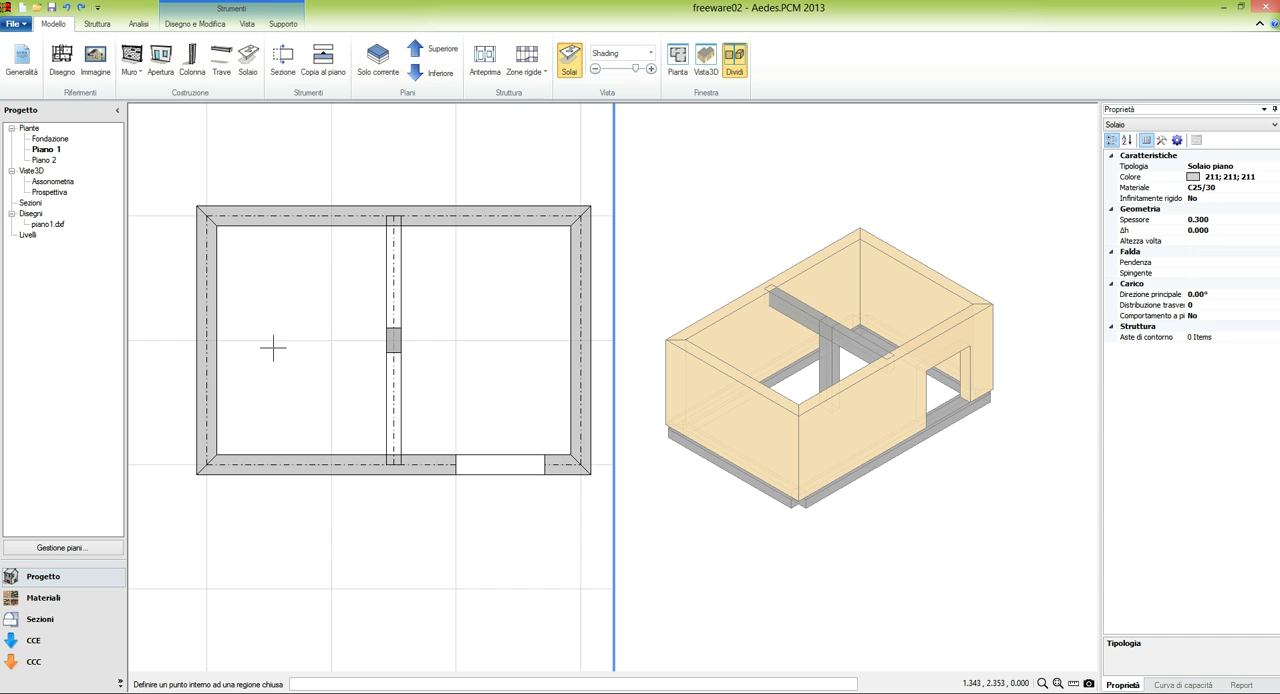 Strumenti
freeware02 - Aedes.PCM 2013
File
Modello
Struttura
Analisi
Disegno e Modifica
Vista
Supporto
Generalità
Disegno
Immagine
Riferimenti
Muro
Apertura
Colonna
Trave
Solaio
Costruzione
Sezione
Copia al piano
Strumenti
Solo corrente
Superiore
Inferiore
Piani
Anteprima
Zone rigide
Struttura
Solai
Shading
Vista
Pianta
Vista3D
Dividi
Finestra
Progetto
Piante
Fondazione
Piano 1
Piano 2
Viste3D
Assonometria
Prospettiva
Sezioni
Disegni
piano1.dxf
Livelli
Gestione piani...
Progetto
Materiali
Sezioni
CCE
CCC
Definire un punto interno ad una regione chiusa
1.343 , 2.353 , 0.000
Proprietà
Solaio
Caratteristiche
Tipologia Solaio piano
Colore 211; 211; 211
Materiale C25/30
Infinitamente rigido No
Geometria
Spessore 0.300
Δh 0.000
Altezza volta
Falda
Pendenza
Spingente
Carico
Direzione principale 0.00°
Distribuzione trasver 0
Comportamento a pi No
Struttura
Aste di contorno 0 Items
Tipologia
Proprietà
Curva di capacità
Report